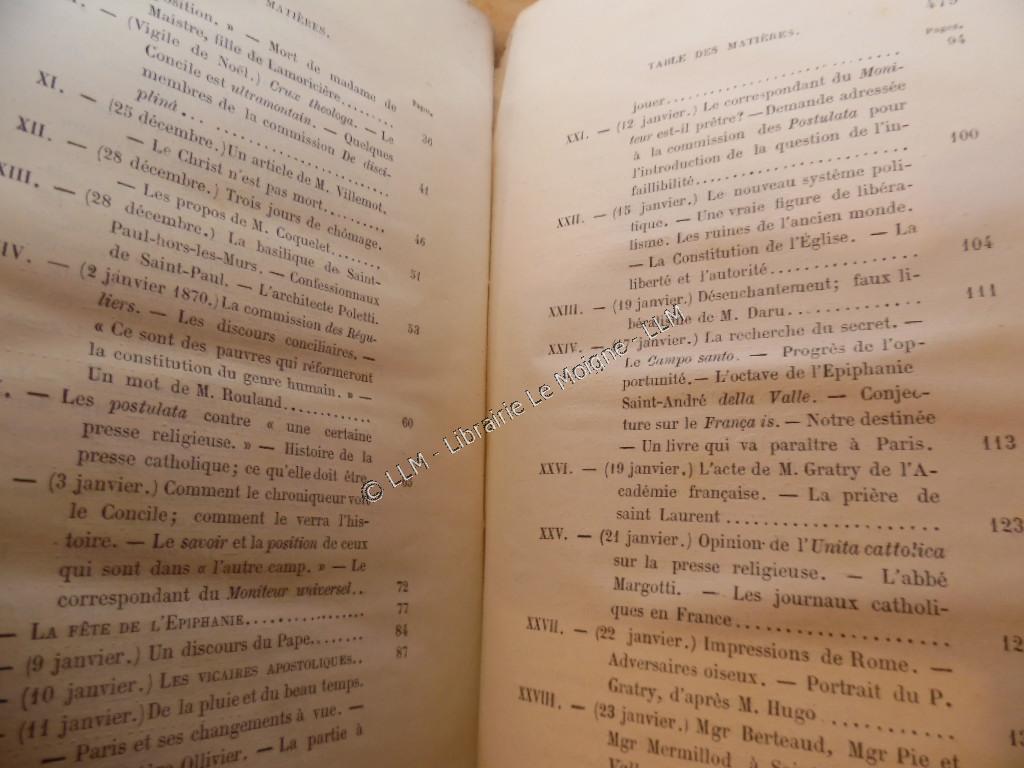 MATIÈRES.
position. » — Mort de madame de
Maistre, fille de Lamoricière........
(Vigile de Noël.) Crux theologa. — Le
Concile est ultramontain. — Quelques
membres de la commission De disci-
plinâ... 
Pages.
36
XI. — (25 décembre.) Un article de M. Villemot.
— Le Christ n'est pas mort........
41
XII. — (28 décembre.) Trois jours de chômage.
— Les propos de M. Coquelet......
46
XIII. — (28 décembre.) La basilique de Saint-
Paul-hors-les-Murs. — Confessionnaux
de Saint-Paul. — L'architecte Poletti.
51
53
IV. — (2 janvier 1870.) La commission des Régu-
liers. — Les discours conciliaires. —
« Ce sont des pauvres qui réformeront
la constitution du genre humain. » —
Un mot de M. Rouland............
60
— Les postulata contre « une certaine
presse religieuse. » — Histoire de la
presse catholique; ce qu'elle doit être.
— (3 janvier.) Comment le chroniqueur voit
le Concile; comment le verra l'his-
toire. — Le savoir et la position de ceux
qui sont dans « l'autre camp. » — Le
correspondant du Moniteur universel..
72
— LA FÊTE DE L'EPIPHANIE.........
77
— (9 janvier.) Un discours du Pape.......
84
— (10 janvier.) LES VICAIRES APOSTOLIQUES..
87
— (11 janvier.) De la pluie et du beau temps.
— Paris et ses changements à vue. —
Ollivier. — La partie à
TABLE DES MATIÈRES.
479
Pages.
jouer........................
94
XXI. — (12 janvier.) Le correspondant du Moni-
teur est-il prêtre? — Demande adressée
à la commission des Postulata pour
l'introduction de la question de l'in-
faillibilité....................
100
XXII. — (15 janvier.) Le nouveau système poli-
tique. — Une vraie figure de libéra-
lisme. Les ruines de l'ancien monde.
— La Constitution de l'Église. — La
liberté et l'autorité................
104
XXIII. — (19 janvier.) Désenchantement; faux li-
béralisme de M. Daru..............
111
XXIV. — janvier.) La recherche du secret. —
Le Campo santo. — Progrès de l'op-
portunité. — L'octave de l'Epiphanie
Saint-André della Valle. — Conjec-
ture sur le França is. — Notre destinée
— Un livre qui va paraître à Paris.
113
XXVI. — (19 janvier.) L'acte de M. Gratry de l'A-
cadémie française. — La prière de
saint Laurent....................
123
XXV. — (21 janvier.) Opinion de l'Unita cattolica
sur la presse religieuse. — L'abbé
Margotti. — Les journaux catholi-
ques en France..................
XXVII. — (22 janvier.) Impressions de Rome. —
Adversaires oiseux. — Portrait du P.
Gratry, d'après M. Hugo............
XXVIII. — (23 janvier.) Mgr Berteaud, Mgr Pie et
Mgr Mermillod à
© LLM - Librairie Le Moigne - LLM